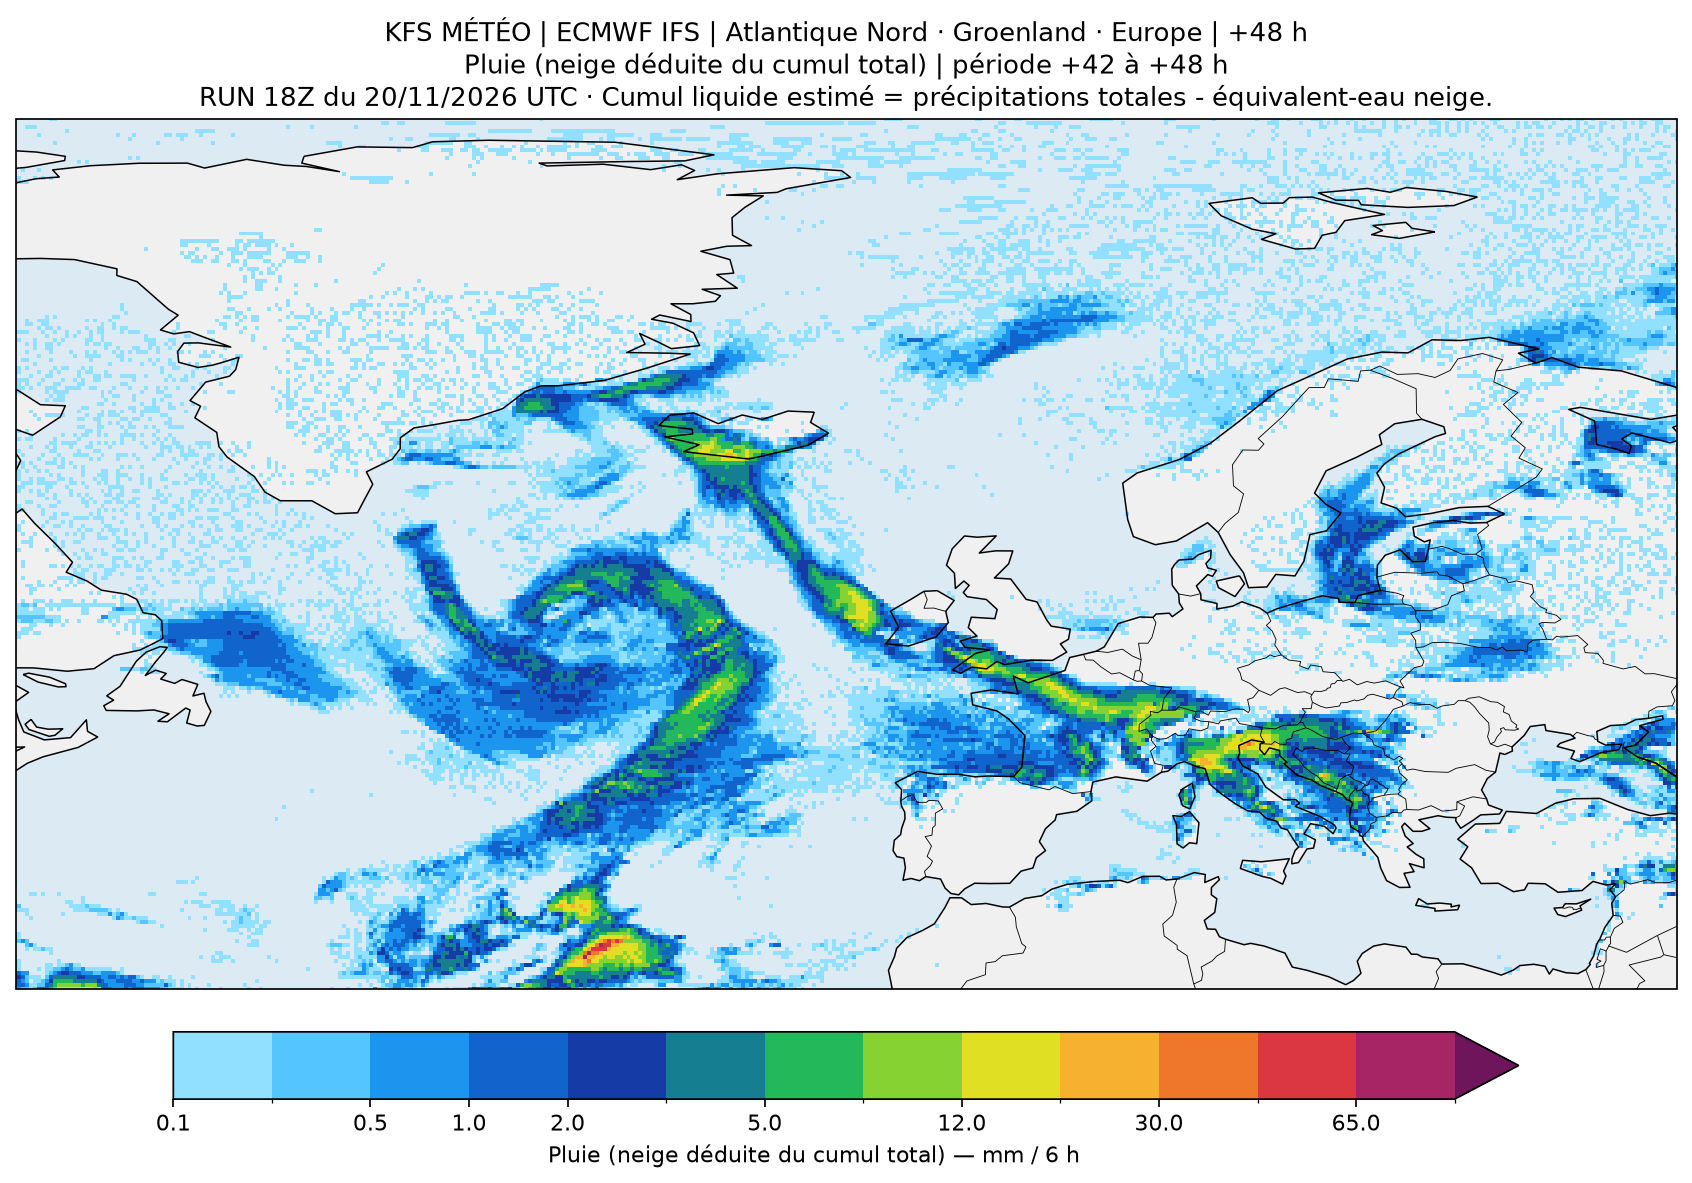 KFS MÉTÉO | ECMWF IFS | Atlantique Nord · Groenland · Europe | +48 h
Pluie (neige déduite du cumul total) | période +42 à +48 h
RUN 18Z du 20/11/2026 UTC · Cumul liquide estimé = précipitations totales - équivalent-eau neige.
0.1 0.5 1.0 2.0 5.0 12.0 30.0 65.0
Pluie (neige déduite du cumul total) — mm / 6 h